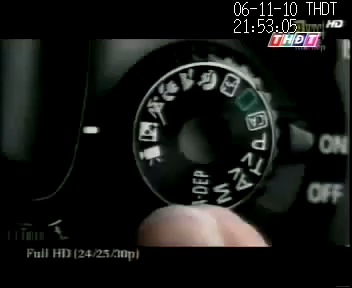 06-11-10 THDT
21:53:05
HD
THDT
CA
P
Tv
Av
M
A-DEP
ON
OFF
Full HD (24/25/30p)